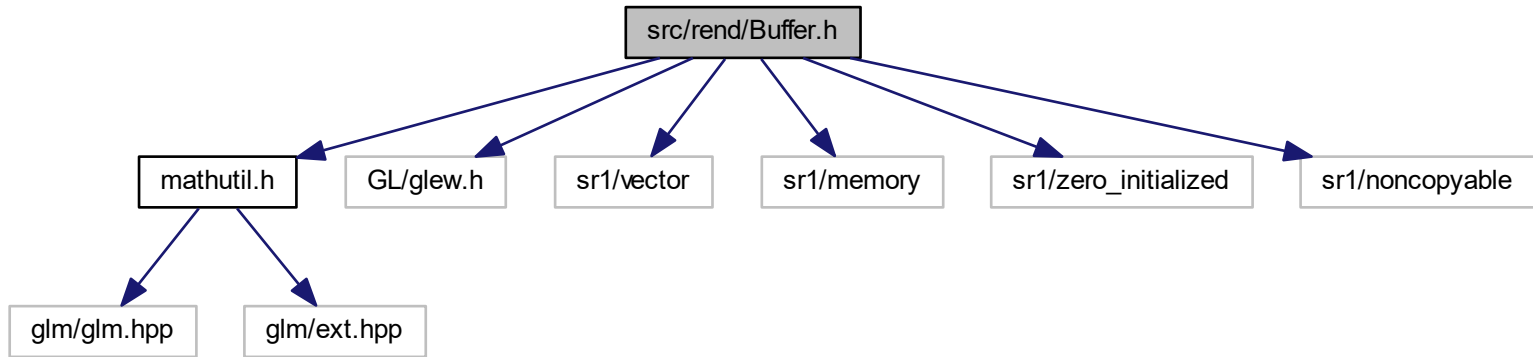 src/rend/Buffer.h
mathutil.h
GL/glew.h
sr1/vector
sr1/memory
sr1/zero_initialized
sr1/noncopyable
glm/glm.hpp
glm/ext.hpp